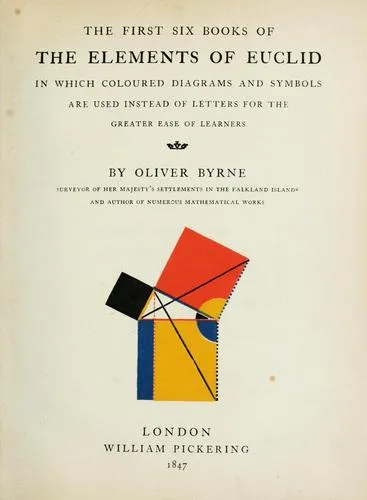 THE FIRST SIX BOOKS OF
THE ELEMENTS OF EUCLID
IN WHICH COLOURED DIAGRAMS AND SYMBOLS
ARE USED INSTEAD OF LETTERS FOR THE
GREATER EASE OF LEARNERS
BY OLIVER BYRNE
SURVEYOR OF HER MAJESTY'S SETTLEMENTS IN THE FALKLAND ISLANDS
AND AUTHOR OF NUMEROUS MATHEMATICAL WORKS
LONDON
WILLIAM PICKERING
1847